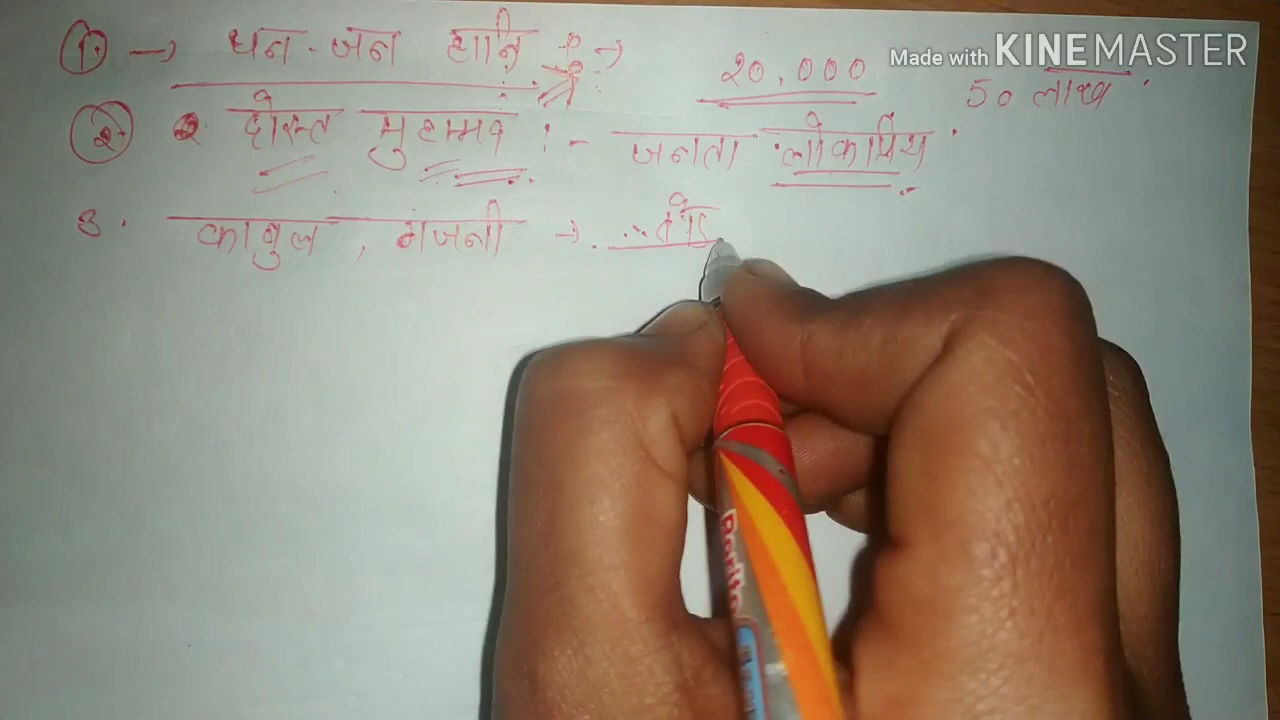 Made with KINEMASTER
① → धन-जन हानि :→ 20,000 50 लाख
② दोस्त मुहम्मद :- जनता लोकप्रिय
3. काबुल, गजनी →